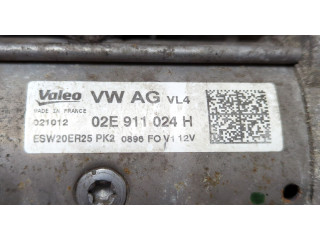 Valeo VW AG VL4
MADE IN FRANCE
021012 02E 911 024 H
ESW20ER25 PK2 0896 FO V1 12V